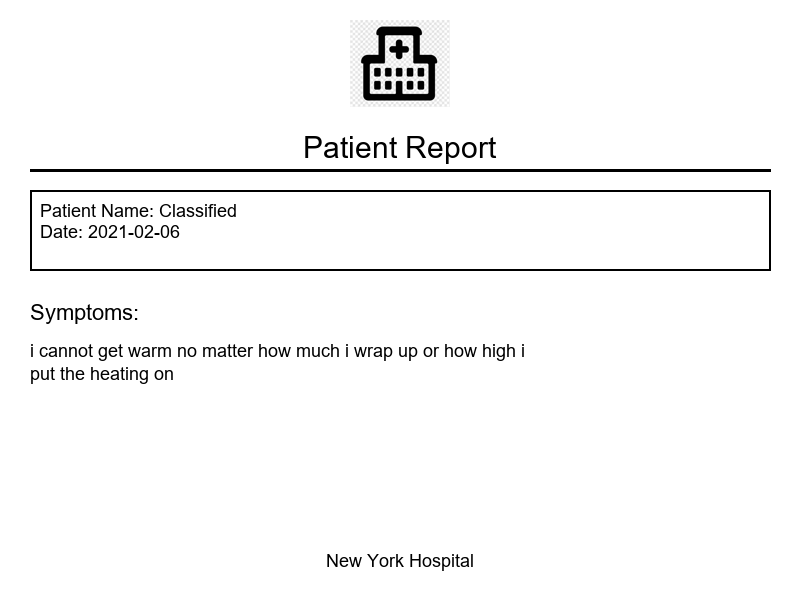 Patient Report
Patient Name: Classified
Date: 2021-02-06
Symptoms:
i cannot get warm no matter how much i wrap up or how high i
put the heating on
New York Hospital